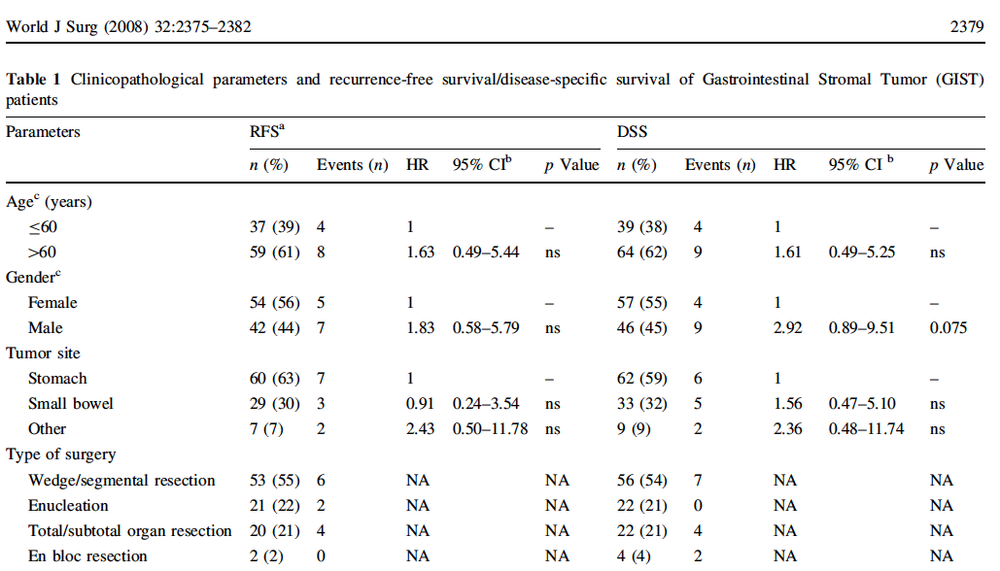 World J Surg (2008) 32:2375–2382 2379
Table 1 Clinicopathological parameters and recurrence-free survival/disease-specific survival of Gastrointestinal Stromal Tumor (GIST)
patients
Parameters RFSa DSS
n (%) Events (n) HR 95% CIb p Value n (%) Events (n) HR 95% CI b p Value
Agec (years)
≤60 37 (39) 4 1 – 39 (38) 4 1 –
>60 59 (61) 8 1.63 0.49–5.44 ns 64 (62) 9 1.61 0.49–5.25 ns
Genderc
Female 54 (56) 5 1 – 57 (55) 4 1 –
Male 42 (44) 7 1.83 0.58–5.79 ns 46 (45) 9 2.92 0.89–9.51 0.075
Tumor site
Stomach 60 (63) 7 1 – 62 (59) 6 1 –
Small bowel 29 (30) 3 0.91 0.24–3.54 ns 33 (32) 5 1.56 0.47–5.10 ns
Other 7 (7) 2 2.43 0.50–11.78 ns 9 (9) 2 2.36 0.48–11.74 ns
Type of surgery
Wedge/segmental resection 53 (55) 6 NA NA 56 (54) 7 NA NA
Enucleation 21 (22) 2 NA NA 22 (21) 0 NA NA
Total/subtotal organ resection 20 (21) 4 NA NA 22 (21) 4 NA NA
En bloc resection 2 (2) 0 NA NA 4 (4) 2 NA NA